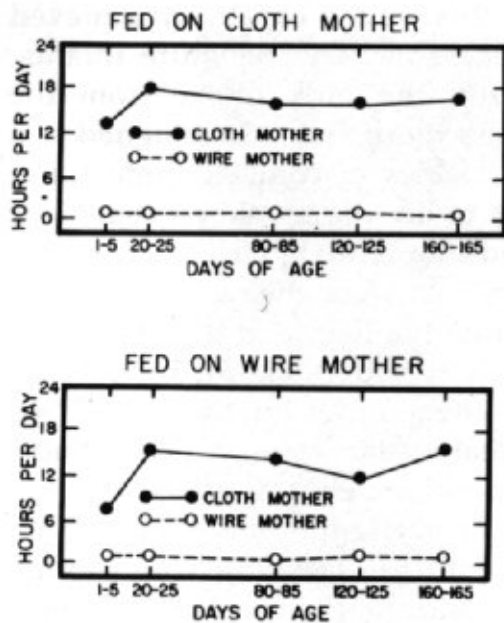 FED ON CLOTH MOTHER
24
18
12
6
0
HOURS PER DAY
CLOTH MOTHER
WIRE MOTHER
1-5 20-25 80-85 120-125 160-165
DAYS OF AGE
FED ON WIRE MOTHER
24
18
12
6
0
HOURS PER DAY
CLOTH MOTHER
WIRE MOTHER
1-5 20-25 80-85 120-125 160-165
DAYS OF AGE